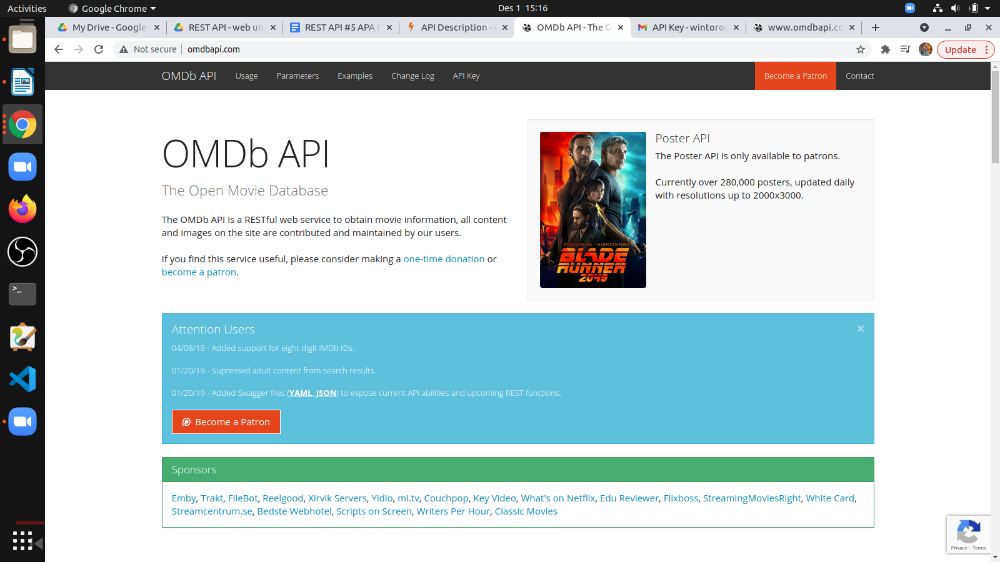 Activities
Google Chrome
Des 1 15:16
My Drive - Google
REST API - web un
REST API #5 APA I
API Description -
OMDb API - The O
API Key - wintorog
www.omdbapi.co
Not secure
omdbapi.com
Update
OMDb API
Usage
Parameters
Examples
Change Log
API Key
Become a Patron
Contact
OMDb API
The Open Movie Database
The OMDb API is a RESTful web service to obtain movie information, all content
and images on the site are contributed and maintained by our users.
If you find this service useful, please consider making a one-time donation or
become a patron.
RYAN GOSLING / HARRISON FORD
BLADE
RUNNER
2049
Poster API
The Poster API is only available to patrons.
Currently over 280,000 posters, updated daily
with resolutions up to 2000x3000.
Attention Users
04/08/19 - Added support for eight digit IMDb IDs.
01/20/19 - Supressed adult content from search results.
01/20/19 - Added Swagger files (YAML, JSON) to expose current API abilities and upcoming REST functions.
Become a Patron
Sponsors
Emby, Trakt, FileBot, Reelgood, Xirvik Servers, Yidio, mi.tv, Couchpop, Key Video, What's on Netflix, Edu Reviewer, Flixboss, StreamingMoviesRight, White Card,
Streamcentrum.se, Bedste Webhotel, Scripts on Screen, Writers Per Hour, Classic Movies
Privacy - Terms